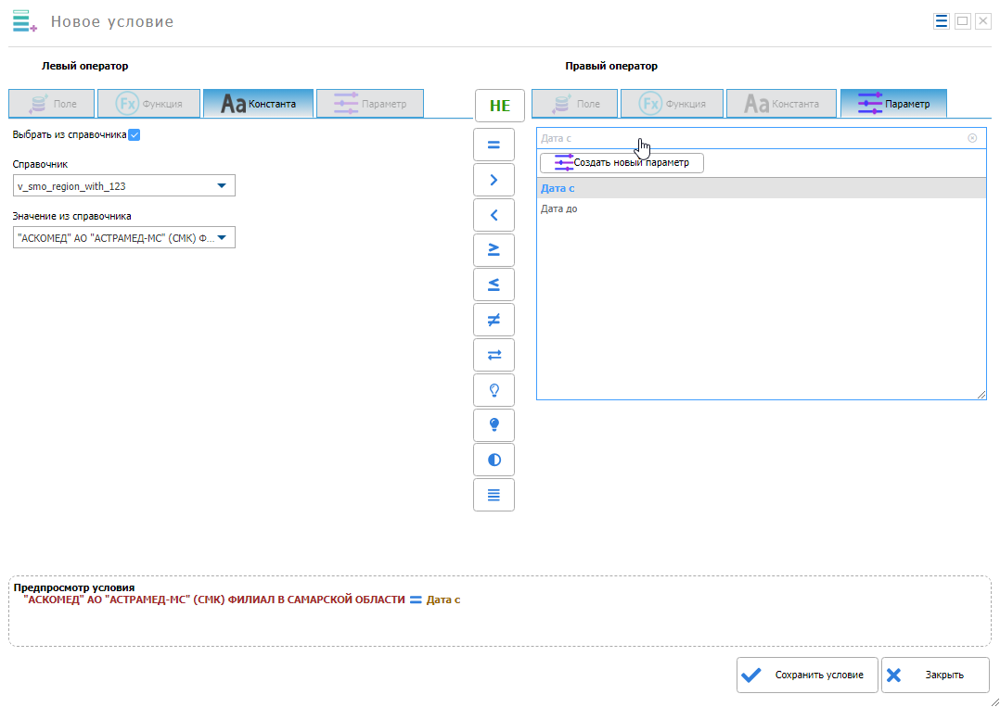 Новое условие
Левый оператор
Правый оператор
Поле
Fx Функция
Aa Константа
Параметр
НЕ
Поле
Fx Функция
Aa Константа
Параметр
Выбрать из справочника
Справочник
v_smo_region_with_123
Значение из справочника
"АСКОМЕД" АО "АСТРАМЕД-МС" (СМК) Ф...
=
>
<
≥
≤
≠
Дата с
Создать новый параметр
Дата с
Дата до
Предпросмотр условия
"АСКОМЕД" АО "АСТРАМЕД-МС" (СМК) ФИЛИАЛ В САМАРСКОЙ ОБЛАСТИ = Дата с
Сохранить условие
Закрыть